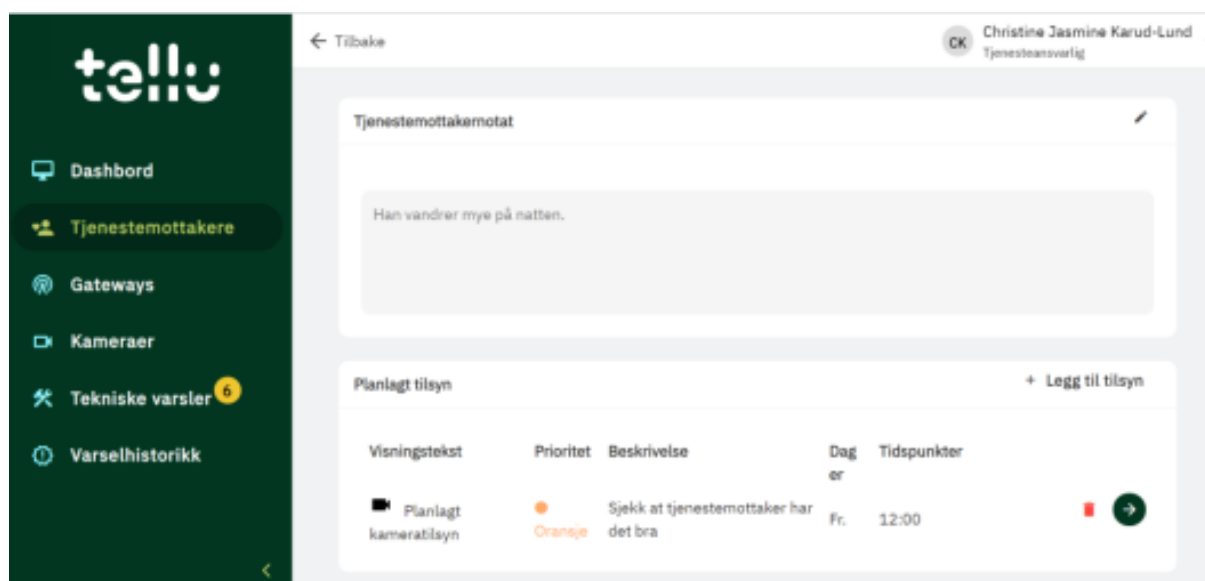 tellu
← Tilbake
CK
Christine Jasmine Karud-Lund
Tjenesteansvarlig
Dashbord
Tjenestemottakere
Gateways
Kameraer
Tekniske varsler 6
Varselhistorikk
Tjenestemottakernotat
Han vandrer mye på natten.
Planlagt tilsyn
+ Legg til tilsyn
Visningstekst Prioritet Beskrivelse Dag Tidspunkter
er
Planlagt
kameratilsyn
Oransje
Sjekk at tjenestemottaker har
det bra
Fr.
12:00